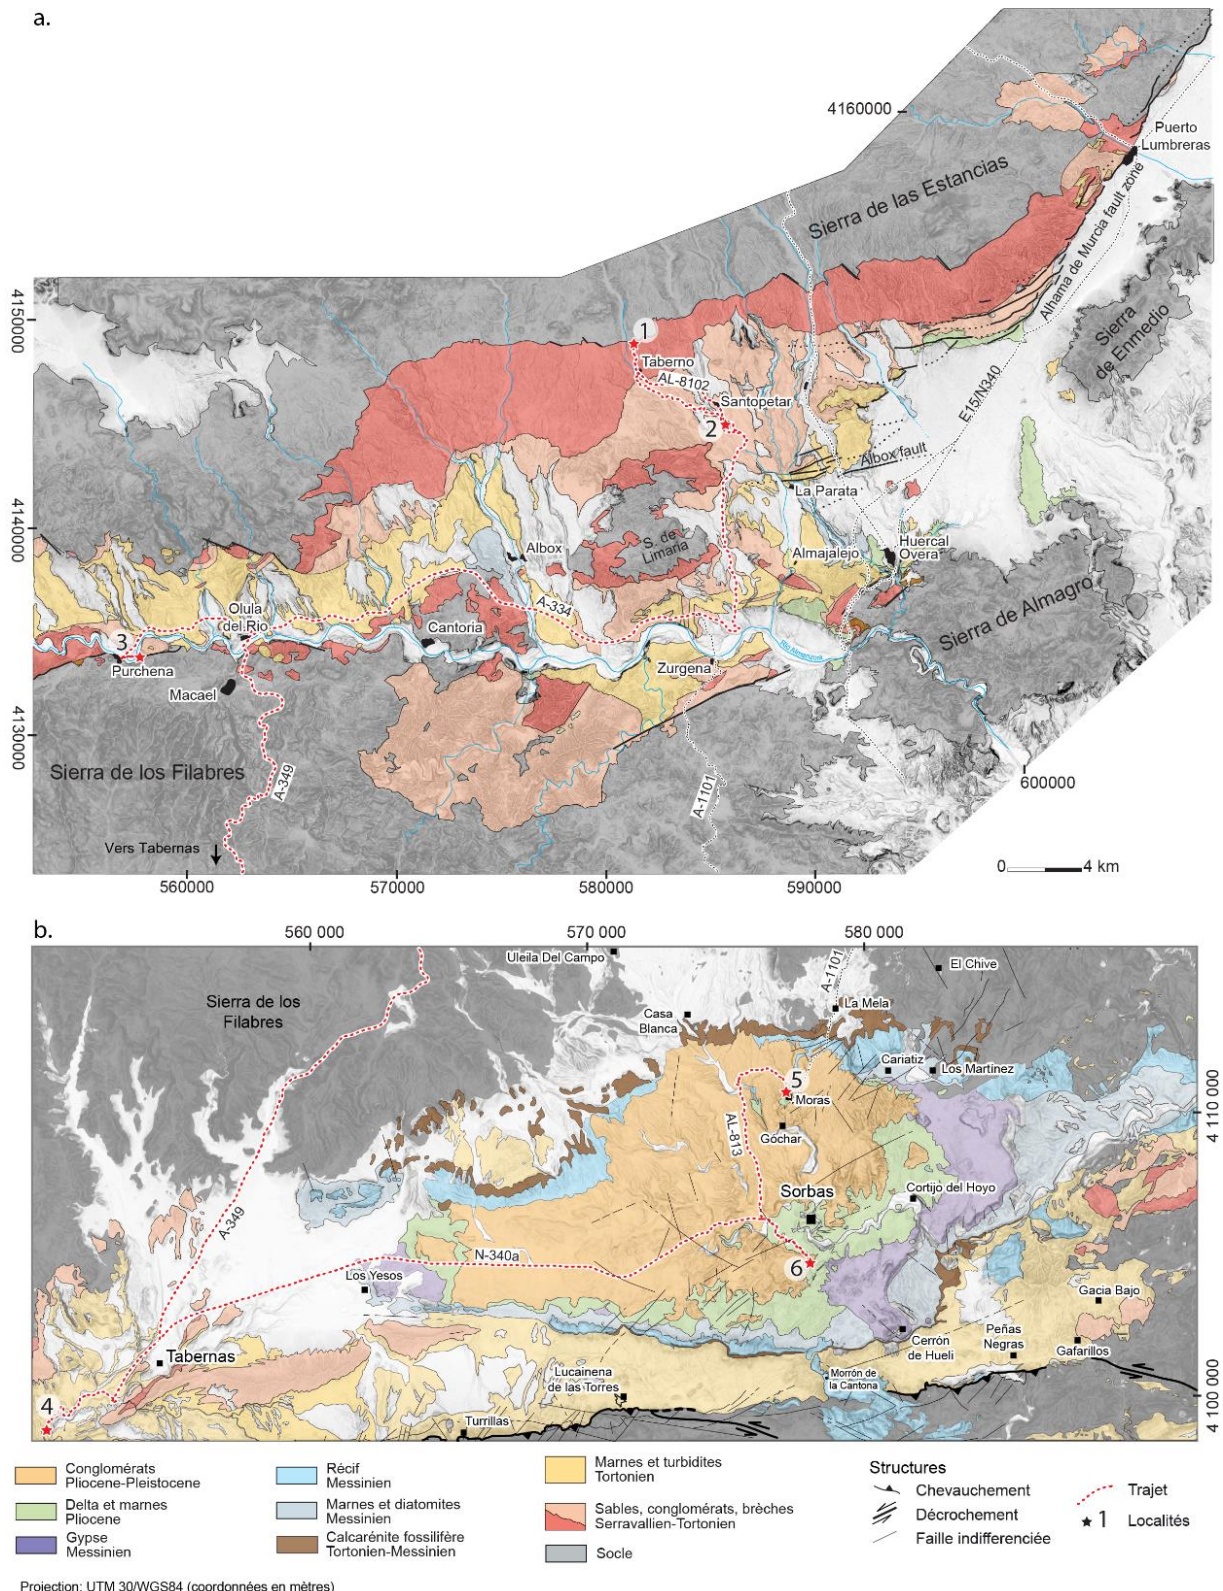 a.
4160000
Puerto
Lumbreras
Sierra de las Estancias
Alhama de Murcia fault zone
Sierra
de Enmedio
4150000
1
Taberno
AL-8102
Santopetar
2
E15/N340
Albox fault
La Parata
4140000
S. de
Limaria
Albox
Almajalejo
Huercal
Overa
Olula
del Rio
A-334
Cantoria
Sierra de Almagro
3
Purchena
Rio Almanzora
Zurgena
Macael
4130000
Sierra de los Filabres
A-349
A-1101
600000
Vers Tabernas
0
4 km
560000
570000
580000
590000
b.
560 000
570 000
580 000
Uleila Del Campo
A-1101
El Chive
Sierra de los
Filabres
Casa
Blanca
La Mela
Cariatiz
Los Martinez
5
Moras
4 110 000
AL-813
Gochar
Sorbas
Cortijo del Hoyo
A-349
N-340a
6
Los Yesos
Gacia Bajo
Tabernas
Cerrón
de Hueli
Peñas
Negras
Gafarillos
Lucainena
de las Torres
Morrón de
la Cantona
4
Turrillas
4 100 000
Conglomérats
Pliocene-Pleistocene
Delta et marnes
Pliocene
Gypse
Messinien
Récif
Messinien
Marnes et diatomites
Messinien
Calcarénite fossilifère
Tortonien-Messinien
Marnes et turbidites
Tortonien
Sables, conglomérats, brèches
Serravallien-Tortonien
Socle
Structures
Chevauchement
Décrochement
Faille indifferenciée
Trajet
1 Localités
Projection: UTM 30/WGS84 (coordonnées en mètres)